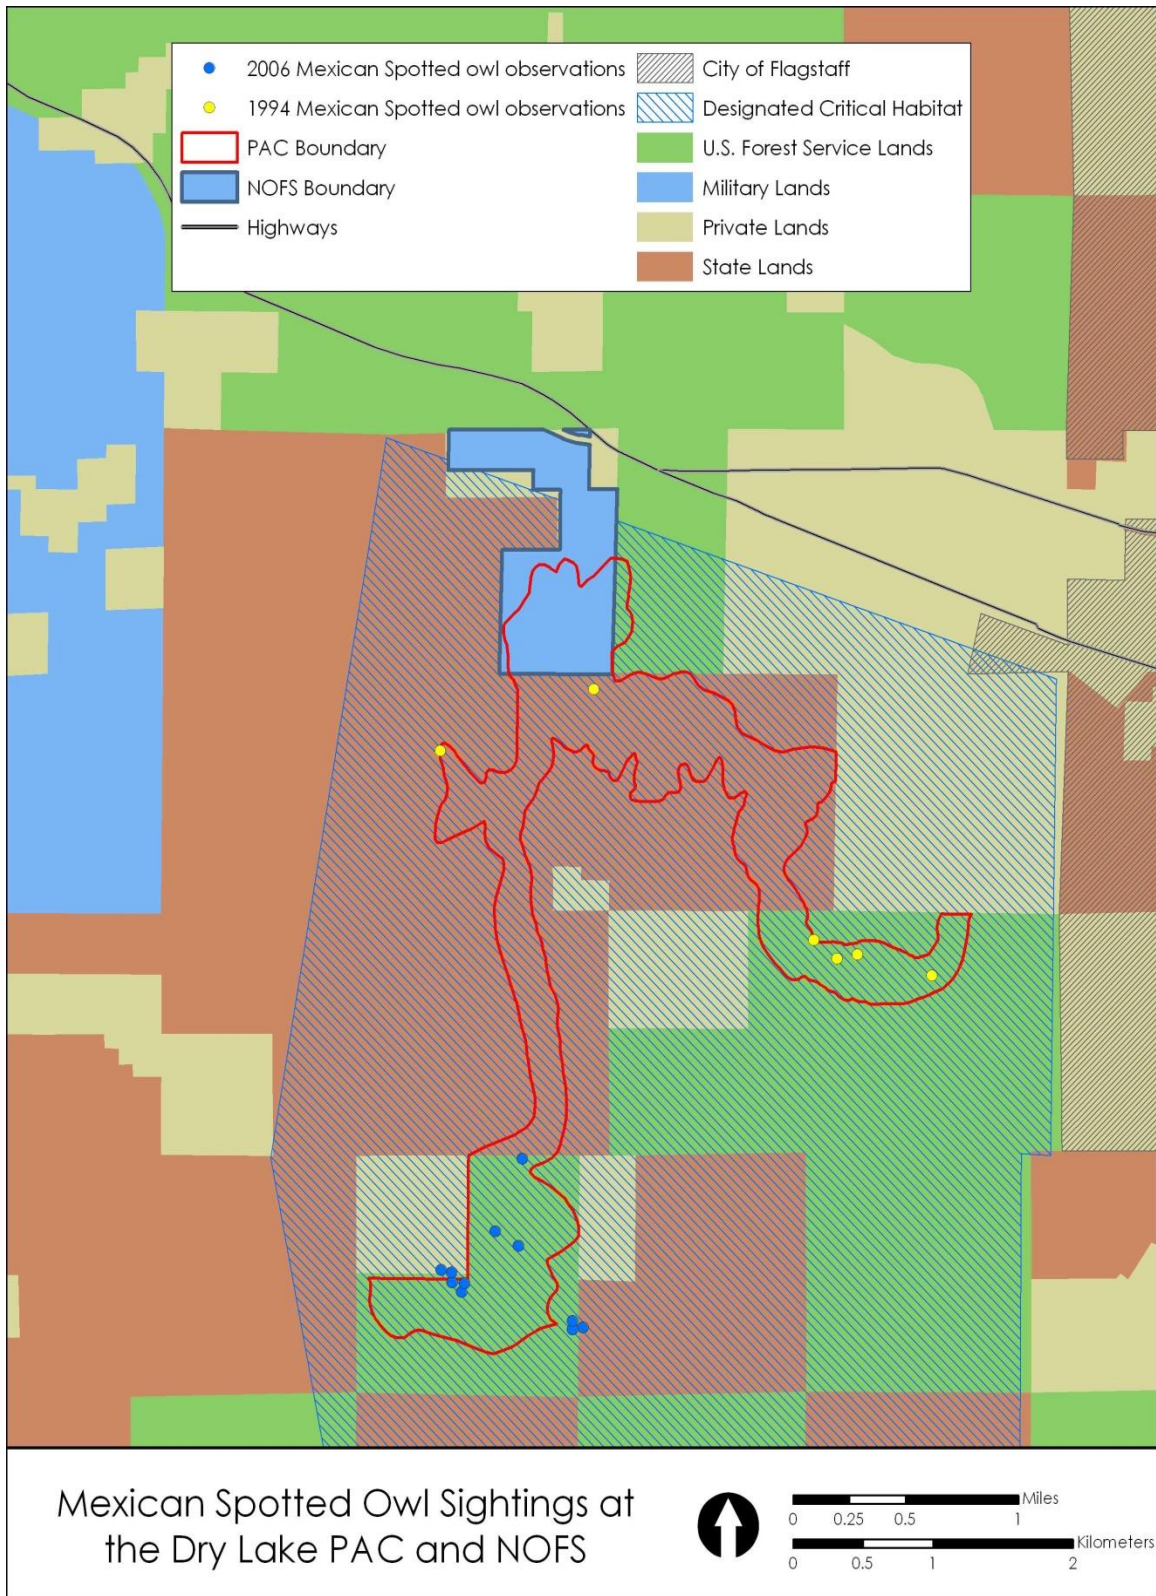 2006 Mexican Spotted owl observations
1994 Mexican Spotted owl observations
PAC Boundary
NOFS Boundary
Highways
City of Flagstaff
Designated Critical Habitat
U.S. Forest Service Lands
Military Lands
Private Lands
State Lands
Mexican Spotted Owl Sightings at
the Dry Lake PAC and NOFS
Miles
0 0.25 0.5 1
Kilometers
0 0.5 1 2